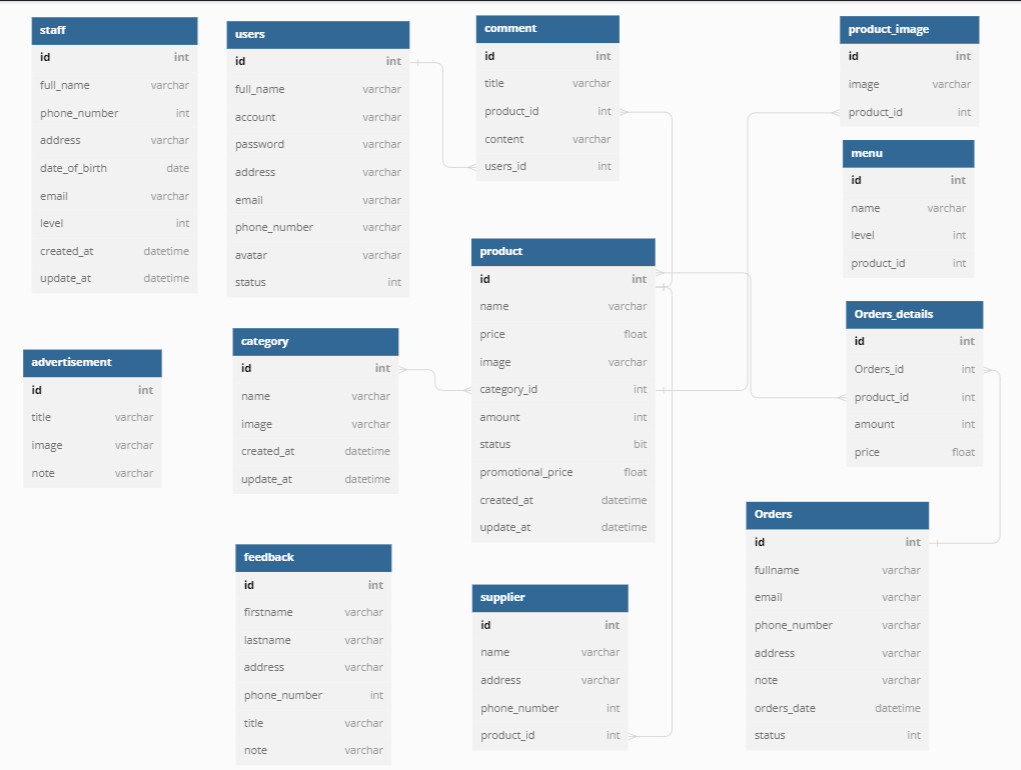 staff
id int
full_name varchar
phone_number int
address varchar
date_of_birth date
email varchar
level int
created_at datetime
update_at datetime
users
id int
full_name varchar
account varchar
password varchar
address varchar
email varchar
phone_number varchar
avatar varchar
status int
comment
id int
title varchar
product_id int
content varchar
users_id int
product_image
id int
image varchar
product_id int
menu
id int
name varchar
level int
product_id int
product
id int
name varchar
price float
image varchar
category_id int
amount int
status bit
promotional_price float
created_at datetime
update_at datetime
Orders_details
id int
Orders_id int
product_id int
amount int
price float
category
id int
name varchar
image varchar
created_at datetime
update_at datetime
advertisement
id int
title varchar
image varchar
note varchar
feedback
id int
firstname varchar
lastname varchar
address varchar
phone_number int
title varchar
note varchar
supplier
id int
name varchar
address varchar
phone_number int
product_id int
Orders
id int
fullname varchar
email varchar
phone_number varchar
address varchar
note varchar
orders_date datetime
status int